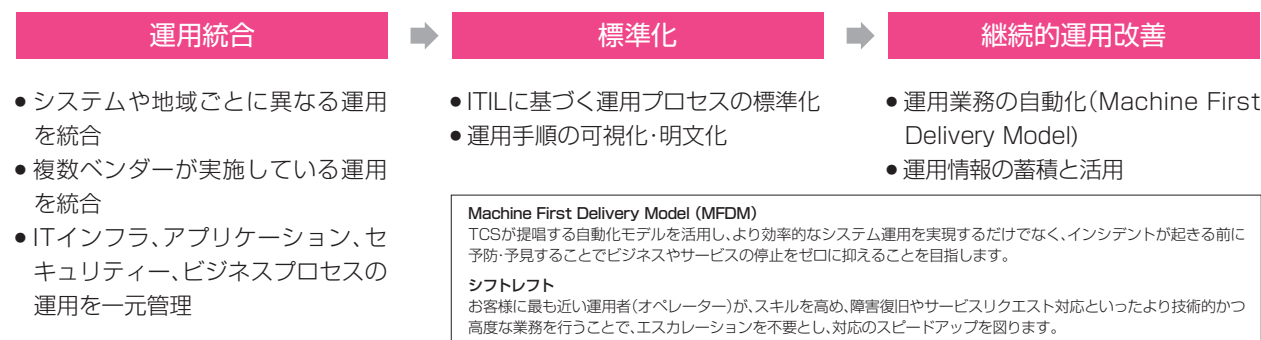 運用統合
システムや地域ごとに異なる運用
を統合
複数ベンダーが実施している運用
を統合
ITインフラ、アプリケーション、セ
キュリティー、ビジネスプロセスの
運用を一元管理
標準化
ITILに基づく運用プロセスの標準化
運用手順の可視化・明文化
継続的運用改善
運用業務の自動化(Machine First
Delivery Model)
運用情報の蓄積と活用
Machine First Delivery Model (MFDM)
TCSが提唱する自動化モデルを活用し、より効率的なシステム運用を実現するだけでなく、インシデントが起きる前に
予防・予見することでビジネスやサービスの停止をゼロに抑えることを目指します。
シフトレフト
お客様に最も近い運用者(オペレーター)が、スキルを高め、障害復旧やサービスリクエスト対応といったより技術的かつ
高度な業務を行うことで、エスカレーションを不要とし、対応のスピードアップを図ります。